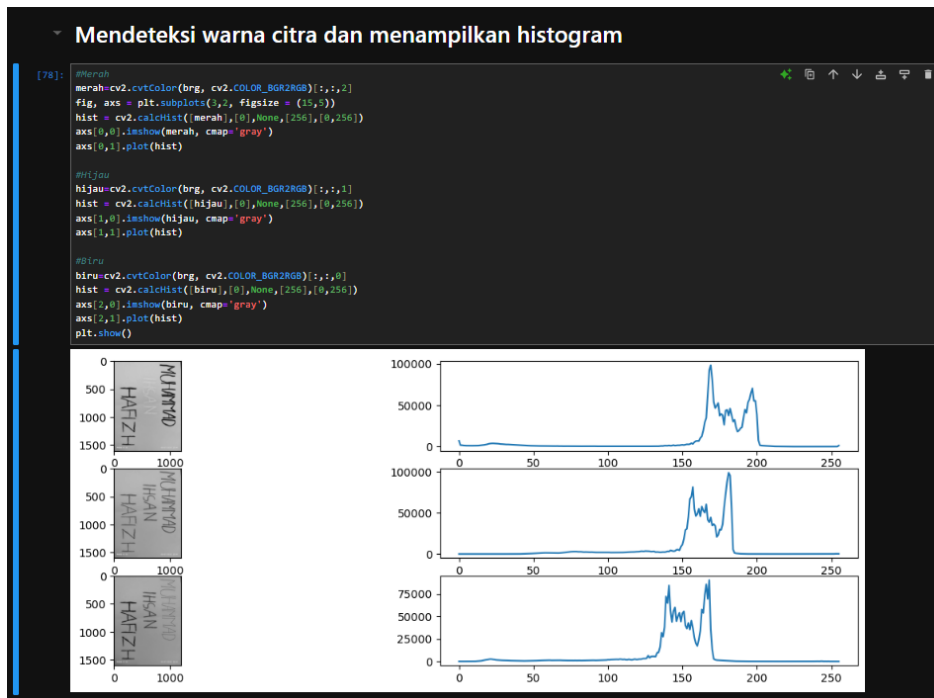 Mendeteksi warna citra dan menampilkan histogram
[78]:
#Merah
merah=cv2.cvtColor(brg, cv2.COLOR_BGR2RGB)[:,:,2]
fig, axs = plt.subplots(3,2, figsize = (15,5))
hist = cv2.calcHist([merah],[0],None,[256],[0,256])
axs[0,0].imshow(merah, cmap='gray')
axs[0,1].plot(hist)
#Hijau
hijau=cv2.cvtColor(brg, cv2.COLOR_BGR2RGB)[:,:,1]
hist = cv2.calcHist([hijau],[0],None,[256],[0,256])
axs[1,0].imshow(hijau, cmap='gray')
axs[1,1].plot(hist)
#Biru
biru=cv2.cvtColor(brg, cv2.COLOR_BGR2RGB)[:,:,0]
hist = cv2.calcHist([biru],[0],None,[256],[0,256])
axs[2,0].imshow(biru, cmap='gray')
axs[2,1].plot(hist)
plt.show()
0
500
1000
1500
0 1000
MUHAMMAD
IHSAN
HAFIZH
100000
50000
0
0 50 100 150 200 250
0
500
1000
1500
0 1000
MUHAMMAD
IHSAN
HAFIZH
100000
50000
0
0 50 100 150 200 250
0
500
1000
1500
0 1000
MUHAMMAD
IHSAN
HAFIZH
75000
50000
25000
0
0 50 100 150 200 250